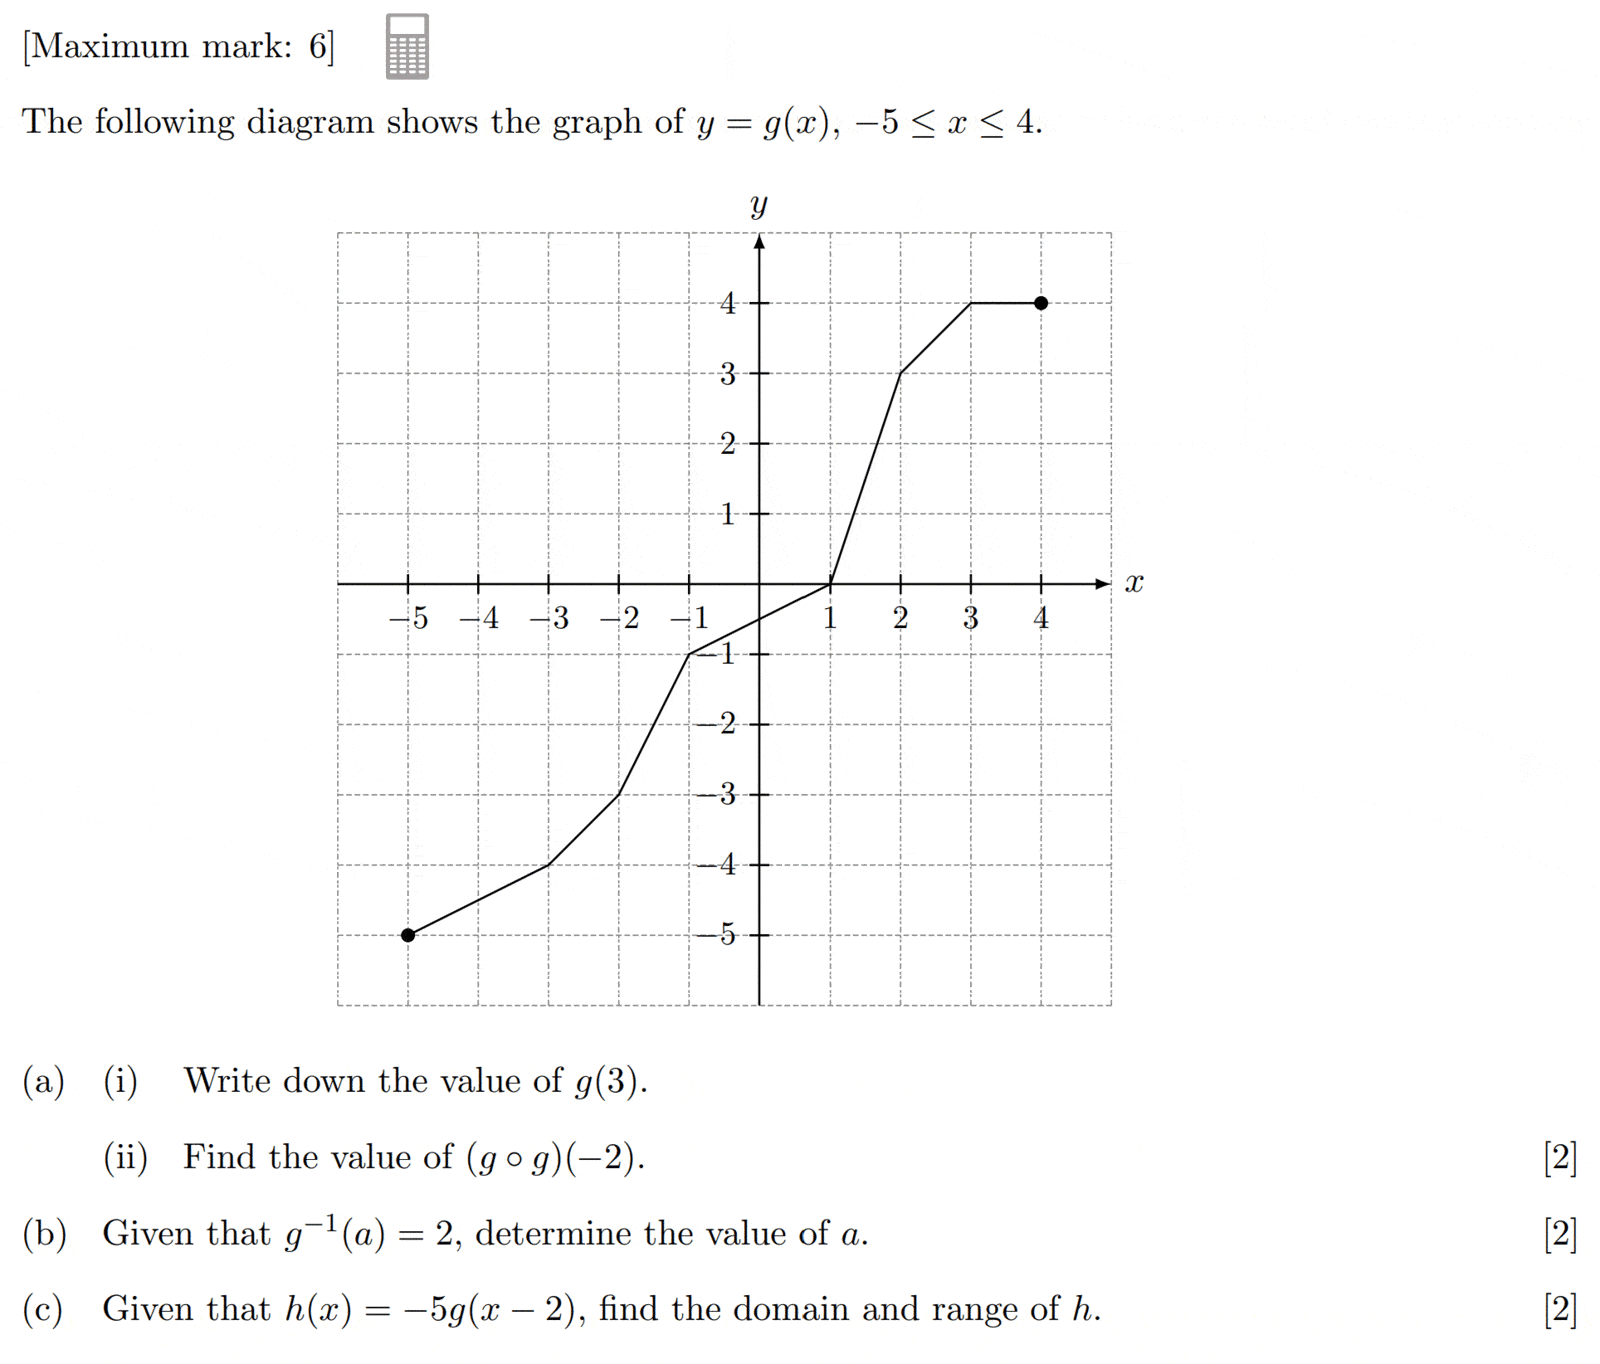 [Maximum mark: 6]
The following diagram shows the graph of y = g(x), −5 ≤ x ≤ 4.
y
4
3
2
1
x
−5 −4 −3 −2 −1 1 2 3 4
−1
−2
−3
−4
−5
(a) (i) Write down the value of g(3).
(ii) Find the value of (g ∘ g)(−2). [2]
(b) Given that g⁻¹(a) = 2, determine the value of a. [2]
(c) Given that h(x) = −5g(x − 2), find the domain and range of h. [2]